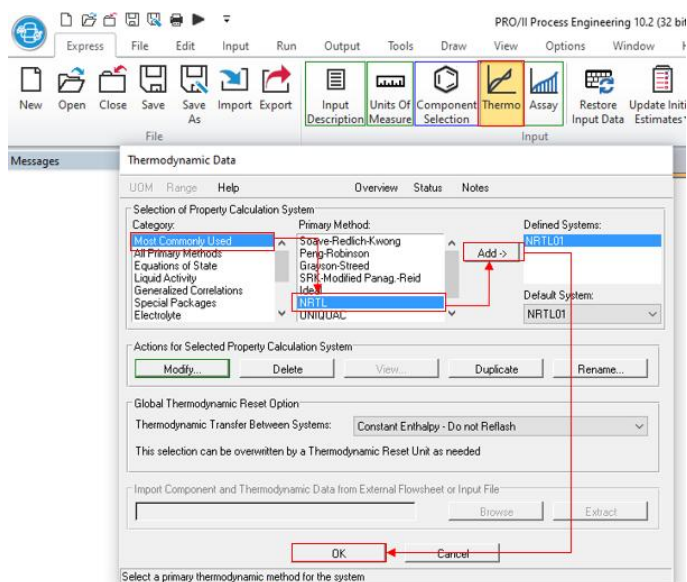 PRO/II Process Engineering 10.2 (32 bit
Express File Edit Input Run Output Tools Draw View Options Window
New Open Close Save Save As Import Export Input Description Units Of Measure Component Selection Thermo Assay Restore Input Data Update Initi Estimates
File Input
Messages
Thermodynamic Data
UOM Range Help Overview Status Notes
Selection of Property Calculation System
Category: Primary Method: Defined Systems:
Most Commonly Used Soave-Redlich-Kwong NRTL01
All Primary Methods Peng-Robinson Add ->
Equations of State Grayson-Streed
Liquid Activity SRK-Modified Panag.-Reid
Generalized Correlations Ideal Default System:
Special Packages NRTL NRTL01
Electrolyte UNIQUAC
Actions for Selected Property Calculation System
Modify... Delete View... Duplicate Rename...
Global Thermodynamic Reset Option
Thermodynamic Transfer Between Systems: Constant Enthalpy - Do not Reflash
This selection can be overwritten by a Thermodynamic Reset Unit as needed
Import Component and Thermodynamic Data from External Flowsheet or Input File
Browse Extract
OK Cancel
Select a primary thermodynamic method for the system